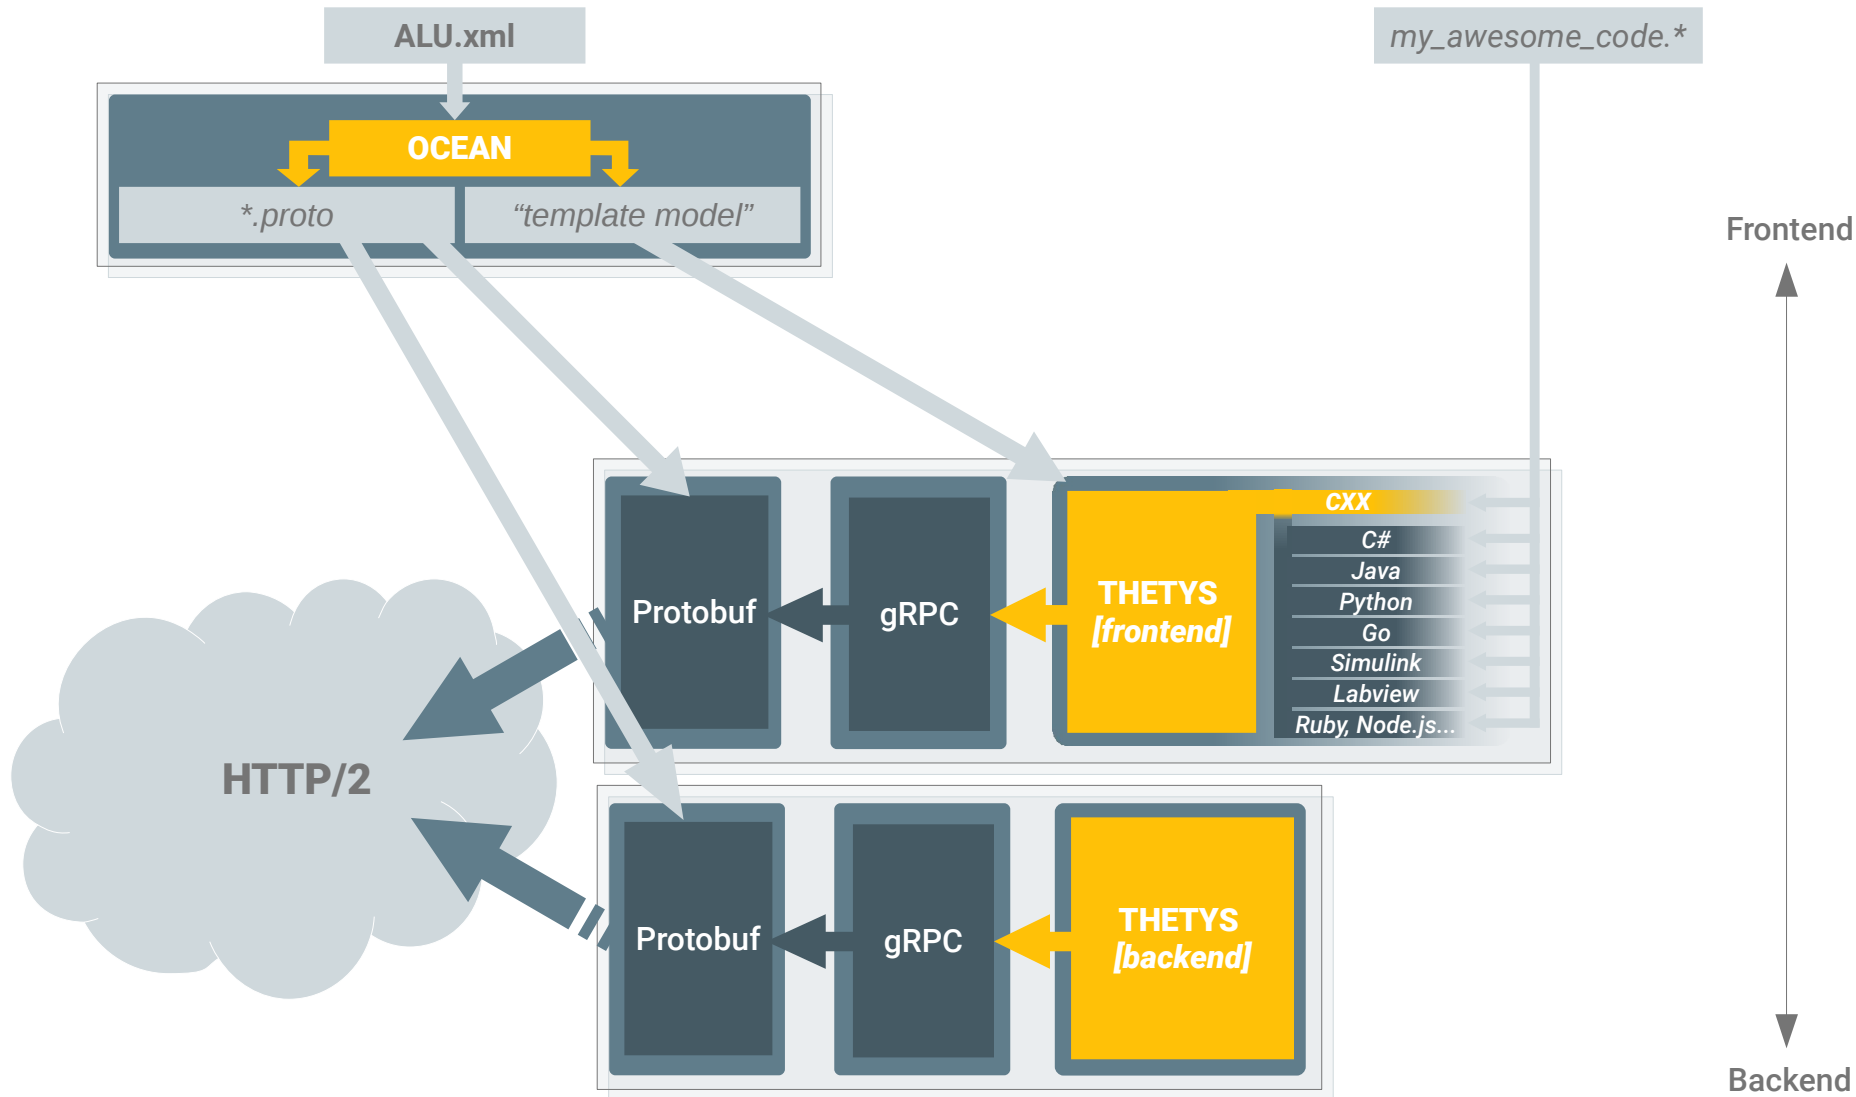 ALU.xml
my_awesome_code.*
OCEAN
*.proto
“template model”
Frontend
CXX
C#
Java
Python
Go
Simulink
Labview
Ruby, Node.js...
THETYS
[frontend]
gRPC
Protobuf
HTTP/2
Protobuf
gRPC
THETYS
[backend]
Backend